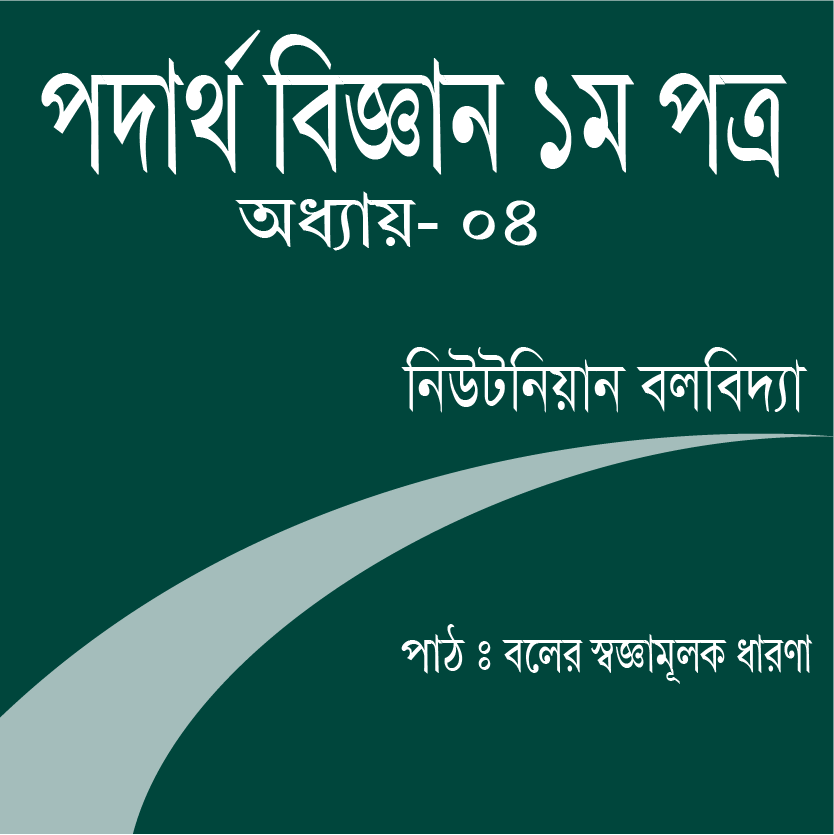 পদার্থ বিজ্ঞান ১ম পত্র
অধ্যায়- ০৪
নিউটনিয়ান বলবিদ্যা
পাঠ ঃ বলের স্বজ্ঞামূলক ধারণা